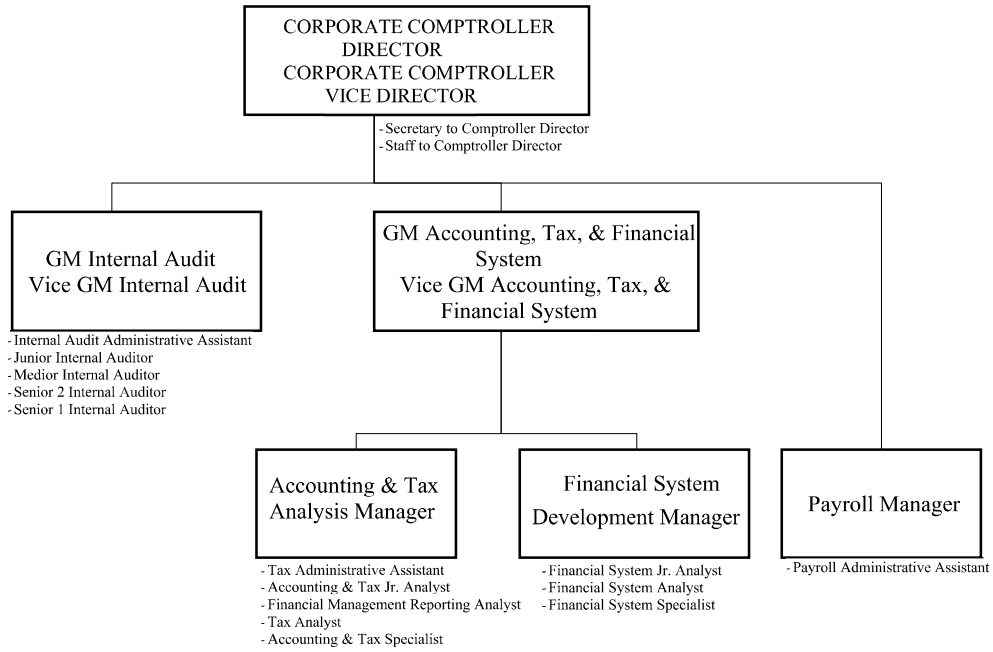 CORPORATE COMPTROLLER
DIRECTOR
CORPORATE COMPTROLLER
VICE DIRECTOR
-Secretary to Comptroller Director
-Staff to Comptroller Director
GM Internal Audit
Vice GM Internal Audit
-Internal Audit Administrative Assistant
-Junior Internal Auditor
-Medior Internal Auditor
-Senior 2 Internal Auditor
-Senior 1 Internal Auditor
GM Accounting, Tax, & Financial
System
Vice GM Accounting, Tax, &
Financial System
Accounting & Tax
Analysis Manager
-Tax Administrative Assistant
-Accounting & Tax Jr. Analyst
-Financial Management Reporting Analyst
-Tax Analyst
-Accounting & Tax Specialist
Financial System
Development Manager
-Financial System Jr. Analyst
-Financial System Analyst
-Financial System Specialist
Payroll Manager
-Payroll Administrative Assistant